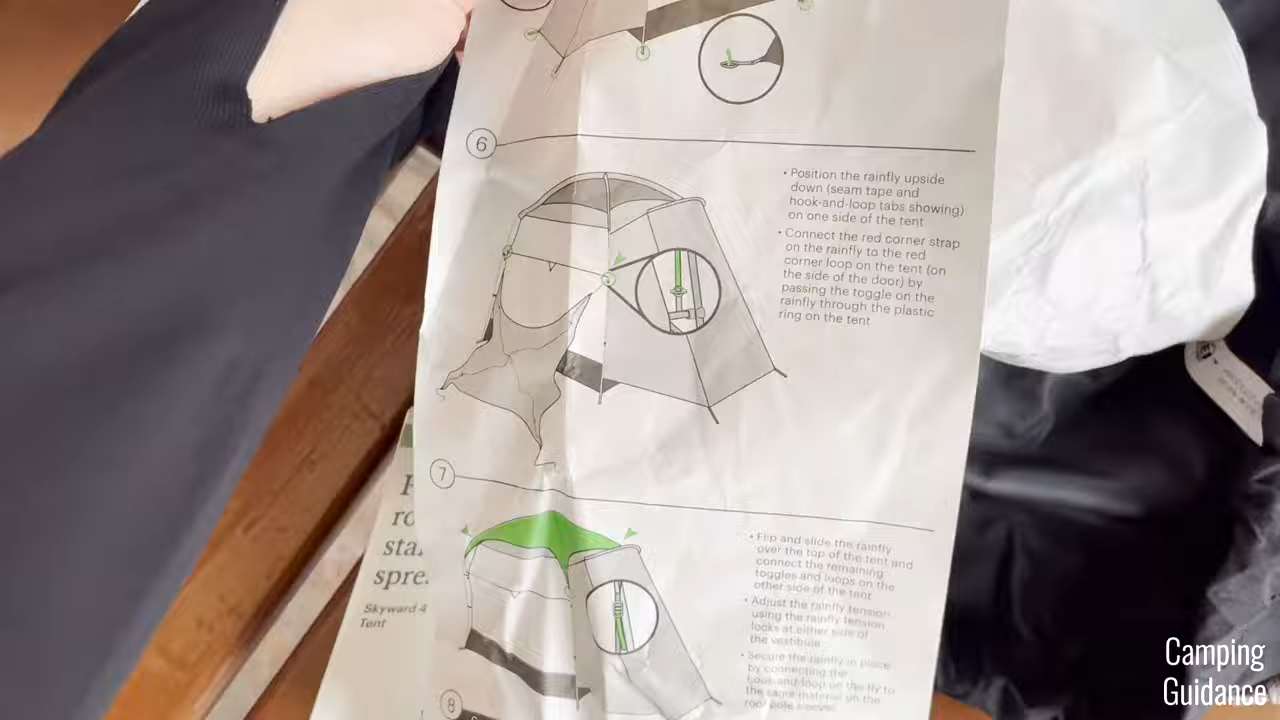 6
• Position the rainfly upside
down (seam tape and
hook-and-loop tabs showing)
on one side of the tent
• Connect the red corner strap
on the rainfly to the red
corner loop on the tent (on
the side of the door) by
passing the toggle on the
rainfly through the plastic
ring on the tent
7
• Flip and slide the rainfly
over the top of the tent and
connect the remaining
toggles and loops on the
other side of the tent
• Adjust the rainfly tension
using the rainfly tension
locks at either side of
the vestibule
• Secure the rainfly in place
by connecting the
hook-and-loop on the fly to
the same material on the
roof pole sleeve
8
ro
sta
spre
Skyward 4
Tent
Camping
Guidance